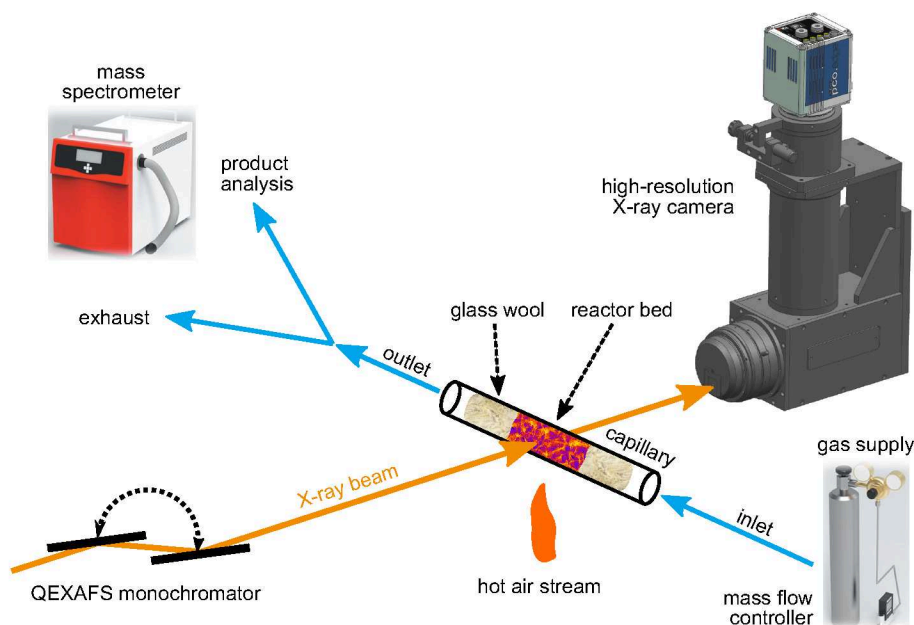 mass
spectrometer
product
analysis
high-resolution
X-ray camera
pco.
exhaust
glass wool
reactor bed
outlet
capillary
gas supply
X-ray beam
inlet
hot air stream
QEXAFS monochromator
mass flow
controller